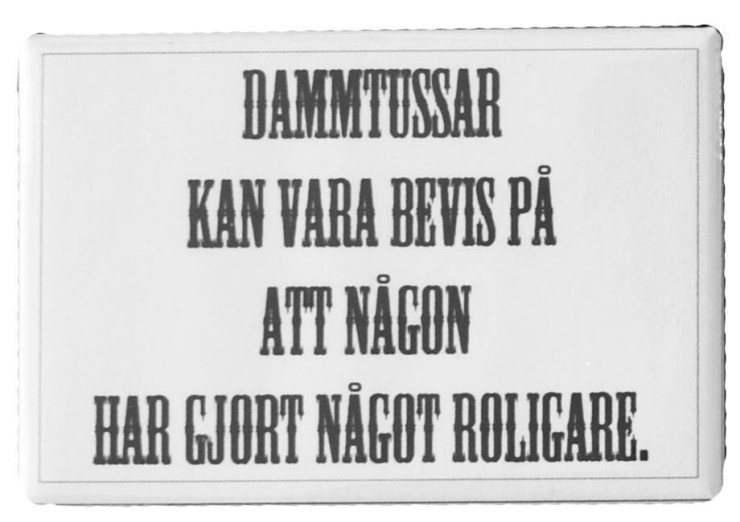 DAMMTUSSAR
KAN VARA BEVIS PÅ
ATT NÅGON
HAR GJORT NÅGOT ROLIGARE.